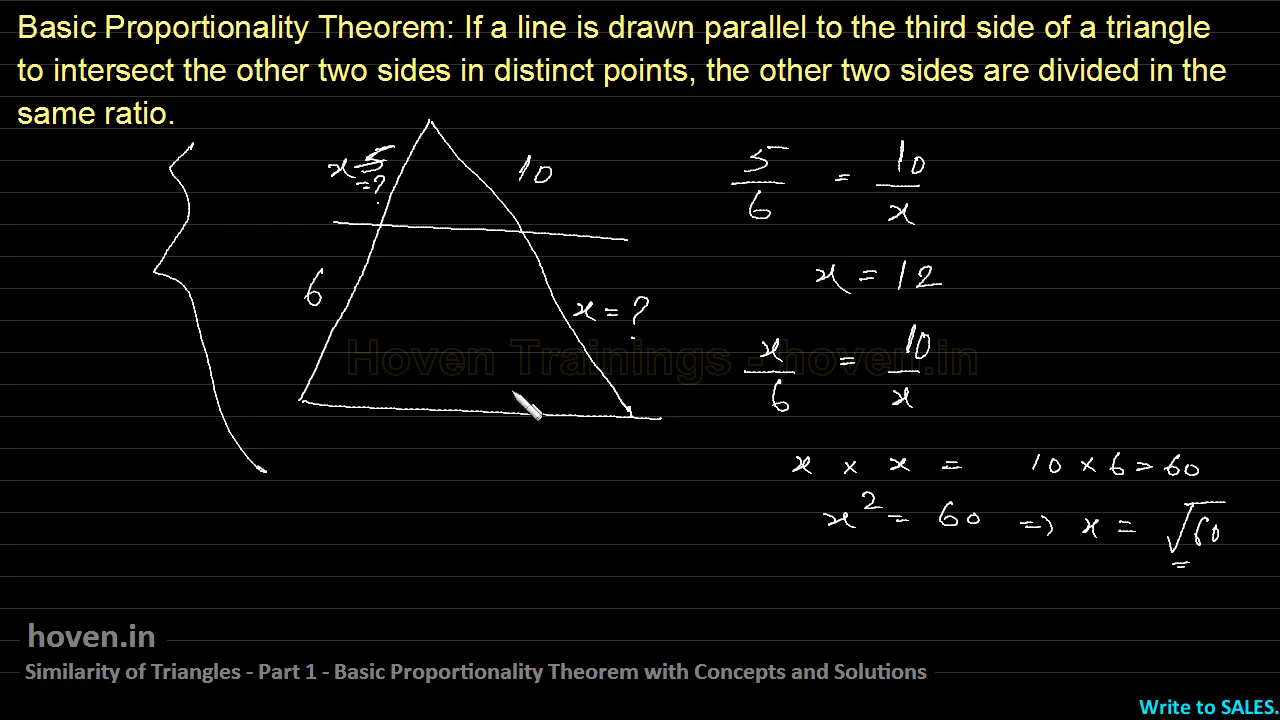 Basic Proportionality Theorem: If a line is drawn parallel to the third side of a triangle
to intersect the other two sides in distinct points, the other two sides are divided in the
same ratio.
x 5
= ?
10
6
x = ?
5/6 = 10/x
x = 12
x/6 = 10/x
x × x = 10 × 6 = 60
x² = 60 => x = √60
Hoven Trainings - hoven.in
hoven.in
Similarity of Triangles - Part 1 - Basic Proportionality Theorem with Concepts and Solutions
Write to SALES.